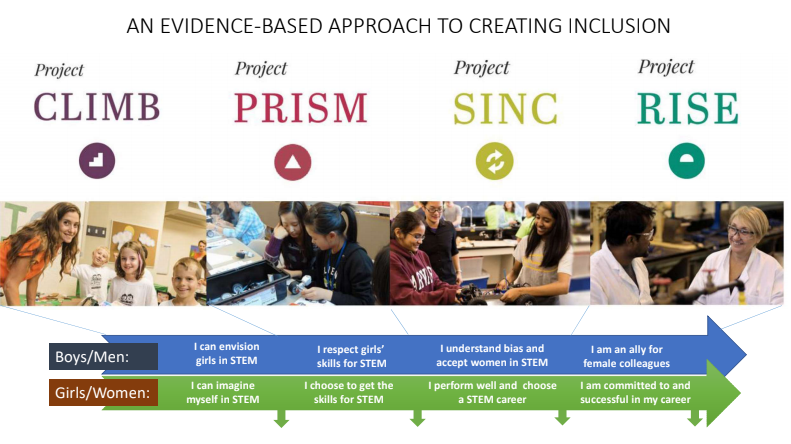 AN EVIDENCE-BASED APPROACH TO CREATING INCLUSION
Project
CLIMB
Project
PRISM
Project
SINC
Project
RISE
Boys/Men:
I can envision
girls in STEM
I respect girls'
skills for STEM
I understand bias and
accept women in STEM
I am an ally for
female colleagues
Girls/Women:
I can imagine
myself in STEM
I choose to get the
skills for STEM
I perform well and choose
a STEM career
I am committed to and
successful in my career